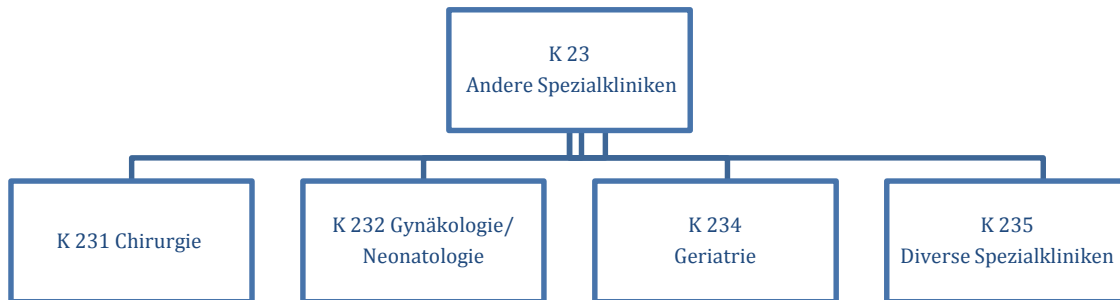 K 23
Andere Spezialkliniken
K 231 Chirurgie
K 232 Gynäkologie/
Neonatologie
K 234
Geriatrie
K 235
Diverse Spezialkliniken